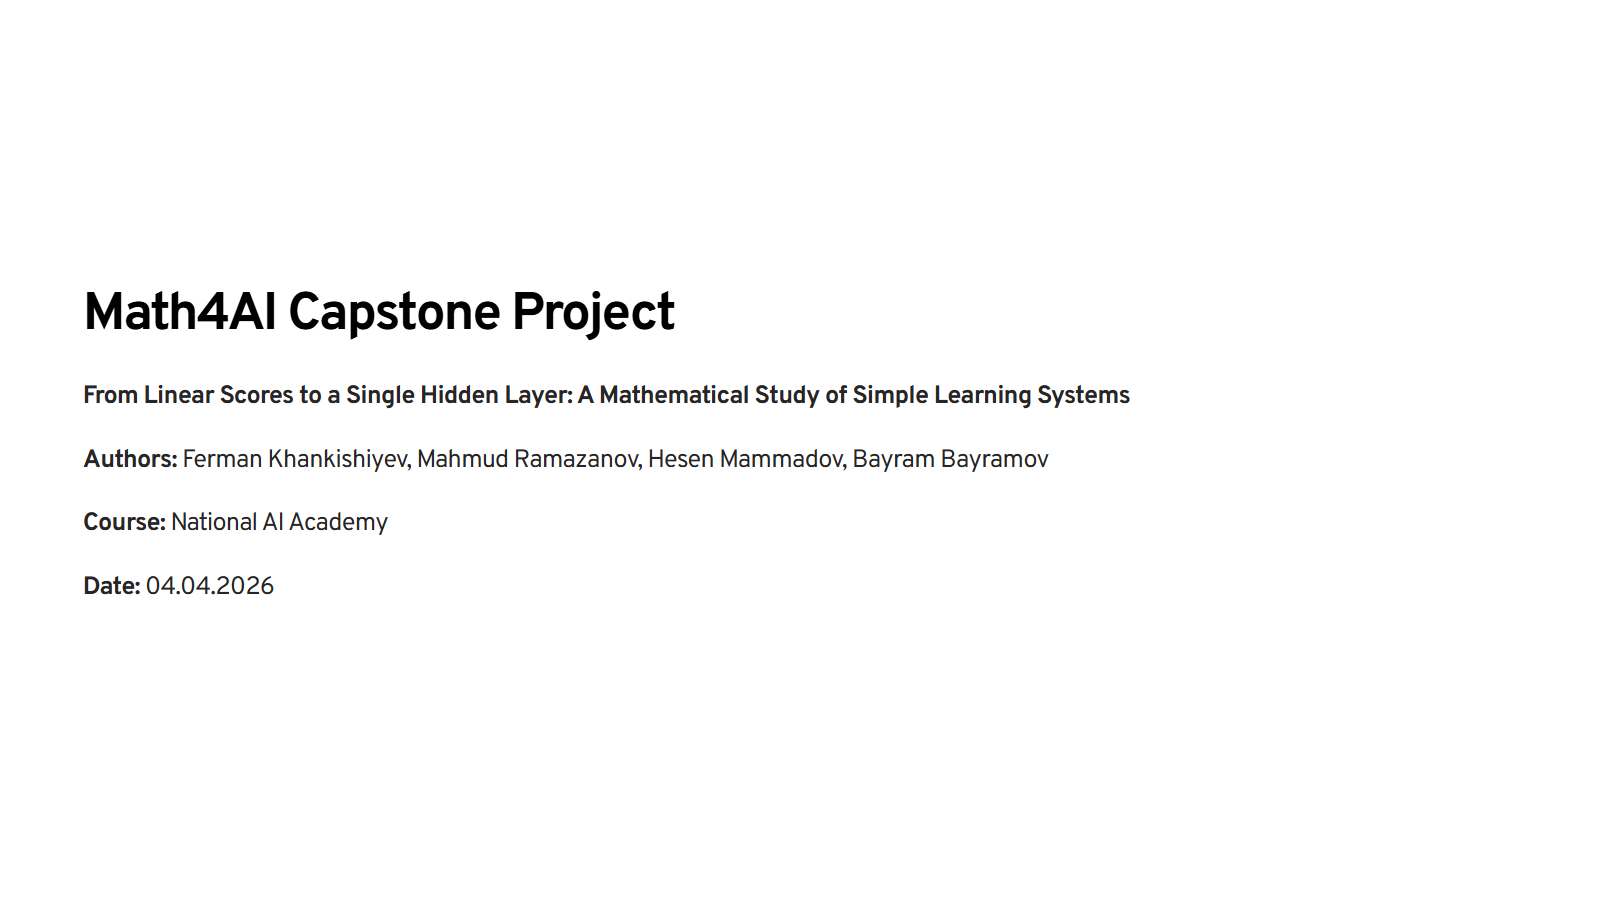 Math4AI Capstone Project
From Linear Scores to a Single Hidden Layer: A Mathematical Study of Simple Learning Systems
Authors: Ferman Khankishiyev, Mahmud Ramazanov, Hesen Mammadov, Bayram Bayramov
Course: National AI Academy
Date: 04.04.2026